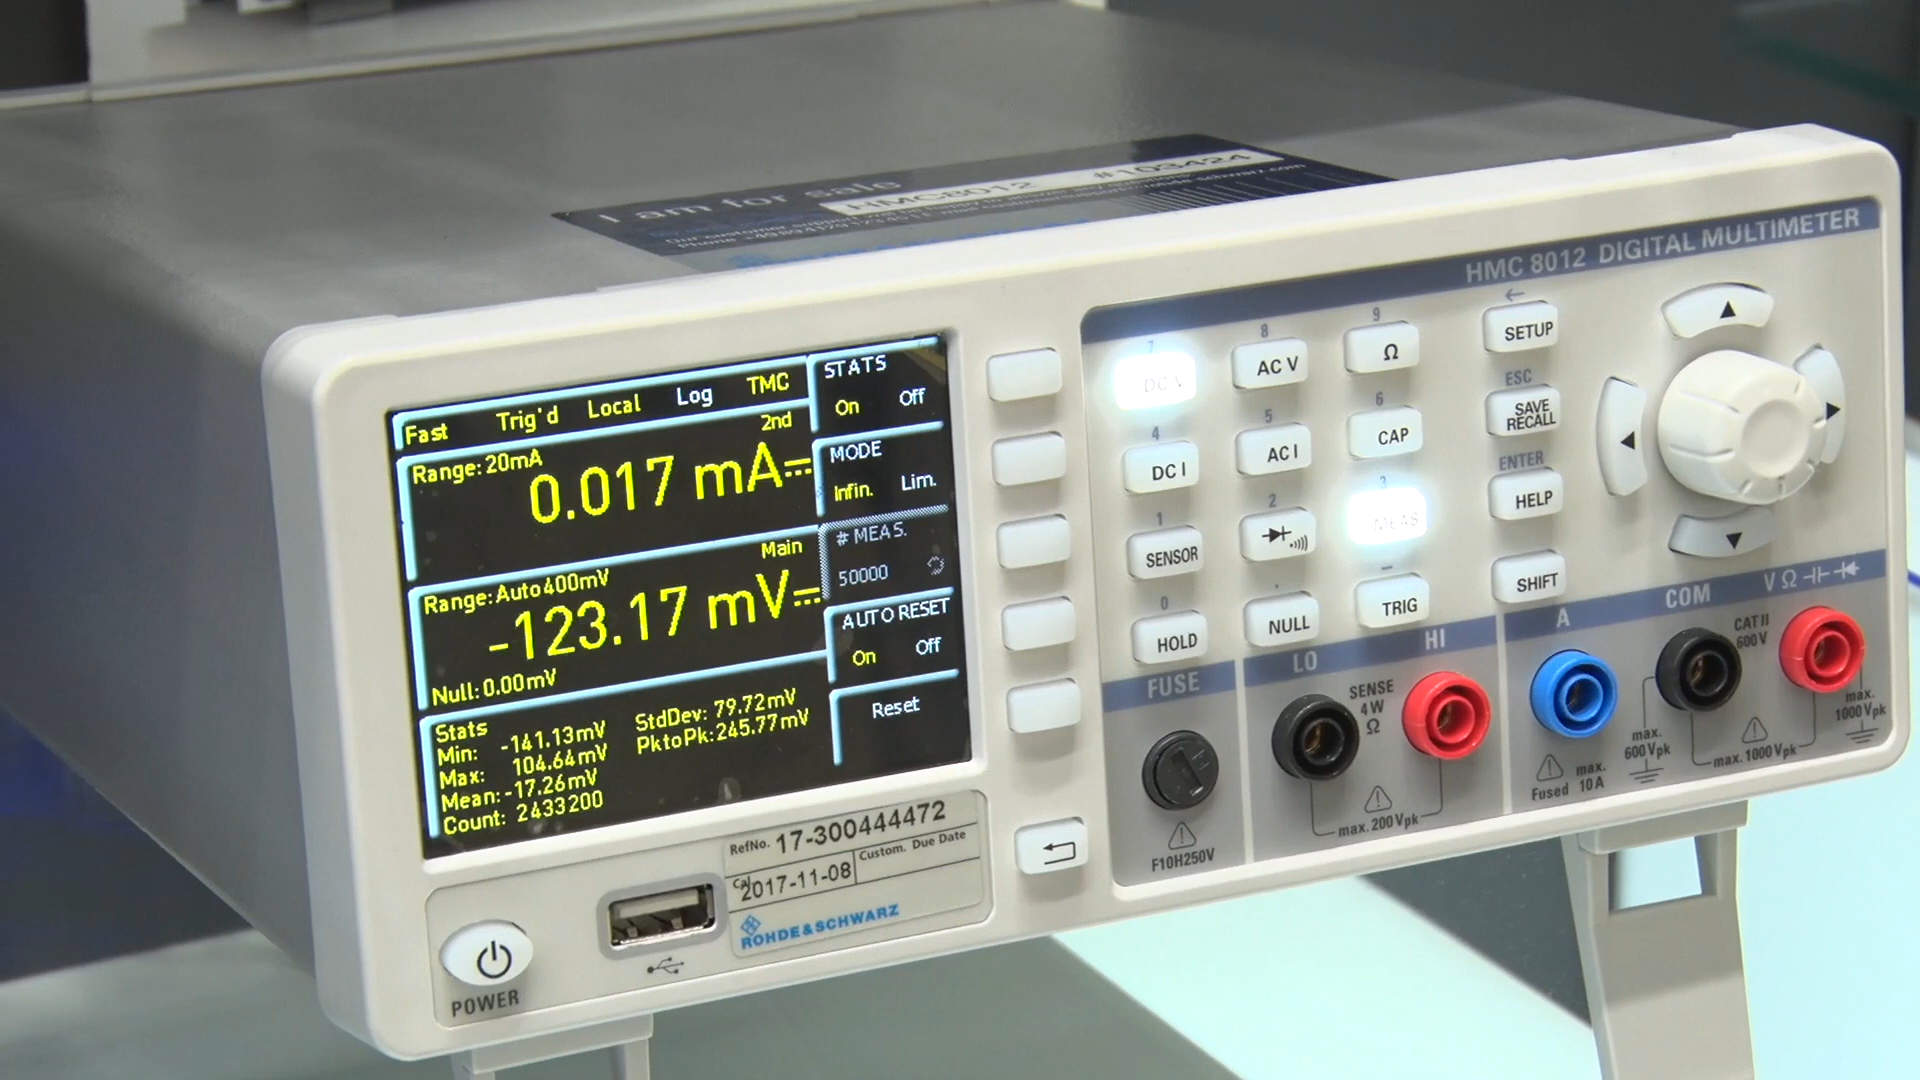 I am for sale
HMC8012 #103424
HMC 8012 DIGITAL MULTIMETER
Fast Trig'd Local Log TMC
2nd
Range: 20mA
0.017 mA
Main
Range: Auto400mV
-123.17 mV
Null: 0.00mV
Stats
Min: -141.13mV
Max: 104.64mV
Mean: -17.26mV
Count: 2433200
StdDev: 79.72mV
PktoPk: 245.77mV
STATS
On Off
MODE
Infin. Lim.
# MEAS.
50000
AUTO RESET
On Off
Reset
7 8 9 ←
DC V AC V Ω SETUP
4 5 6 ESC
DC I AC I CAP SAVE RECALL
1 2 3 ENTER
SENSOR MEAS HELP
0 . –
HOLD NULL TRIG SHIFT
FUSE
F10H250V
LO HI
SENSE
4W
Ω
max. 200 Vpk
A COM V Ω
CAT II
600 V
max.
10 A
Fused
max.
600 Vpk
max. 1000 Vpk
max.
1000 Vpk
RefNo. 17-300444472
Cal 2017-11-08 Custom. Due Date
ROHDE & SCHWARZ
POWER